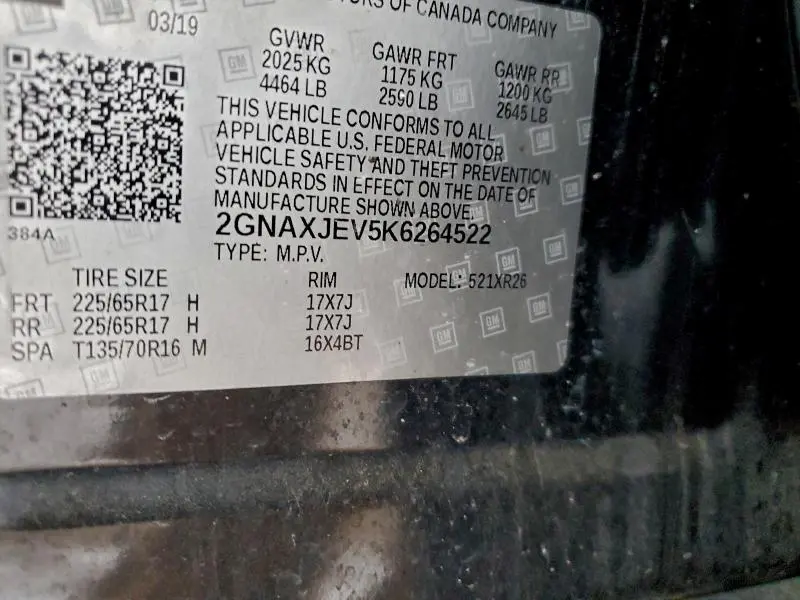 OF CANADA COMPANY
03/19
GVWR GAWR FRT GAWR RR
2025 KG 1175 KG 1200 KG
4464 LB 2590 LB 2645 LB
THIS VEHICLE CONFORMS TO ALL
APPLICABLE U.S. FEDERAL MOTOR
VEHICLE SAFETY AND THEFT PREVENTION
STANDARDS IN EFFECT ON THE DATE OF
MANUFACTURE SHOWN ABOVE.
2GNAXJEV5K6264522
384A
TYPE: M.P.V.
TIRE SIZE RIM MODEL: 521XR26
FRT 225/65R17 H 17X7J
RR 225/65R17 H 17X7J
SPA T135/70R16 M 16X4BT